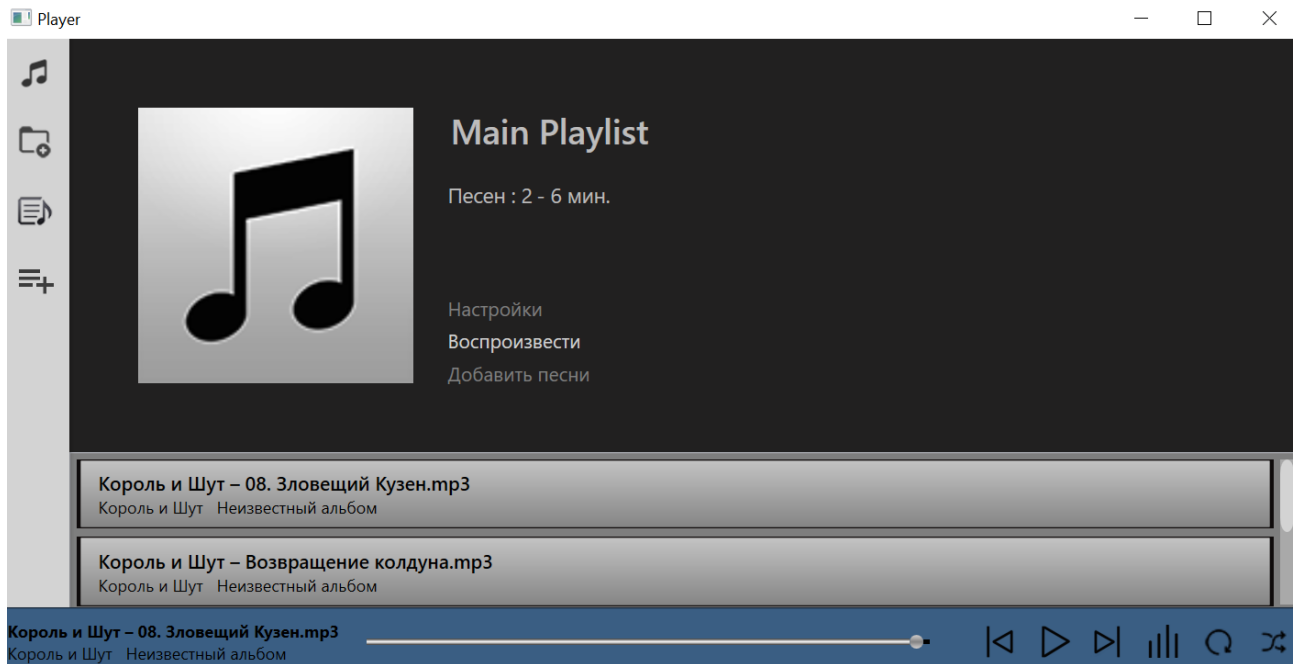 Player
Main Playlist
Песен : 2 - 6 мин.
Настройки
Воспроизвести
Добавить песни
Король и Шут – 08. Зловещий Кузен.mp3
Король и Шут Неизвестный альбом
Король и Шут – Возвращение колдуна.mp3
Король и Шут Неизвестный альбом
Король и Шут – 08. Зловещий Кузен.mp3
Король и Шут Неизвестный альбом